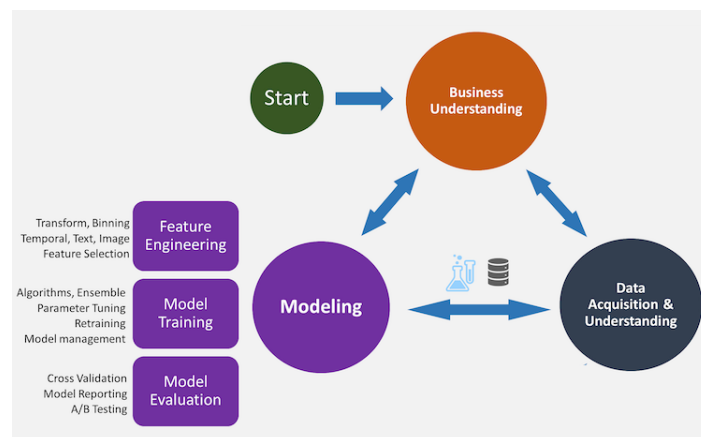 Start
Business
Understanding
Transform, Binning
Temporal, Text, Image
Feature Selection
Feature
Engineering
Algorithms, Ensemble
Parameter Tuning
Retraining
Model management
Model
Training
Cross Validation
Model Reporting
A/B Testing
Model
Evaluation
Modeling
Data
Acquisition &
Understanding